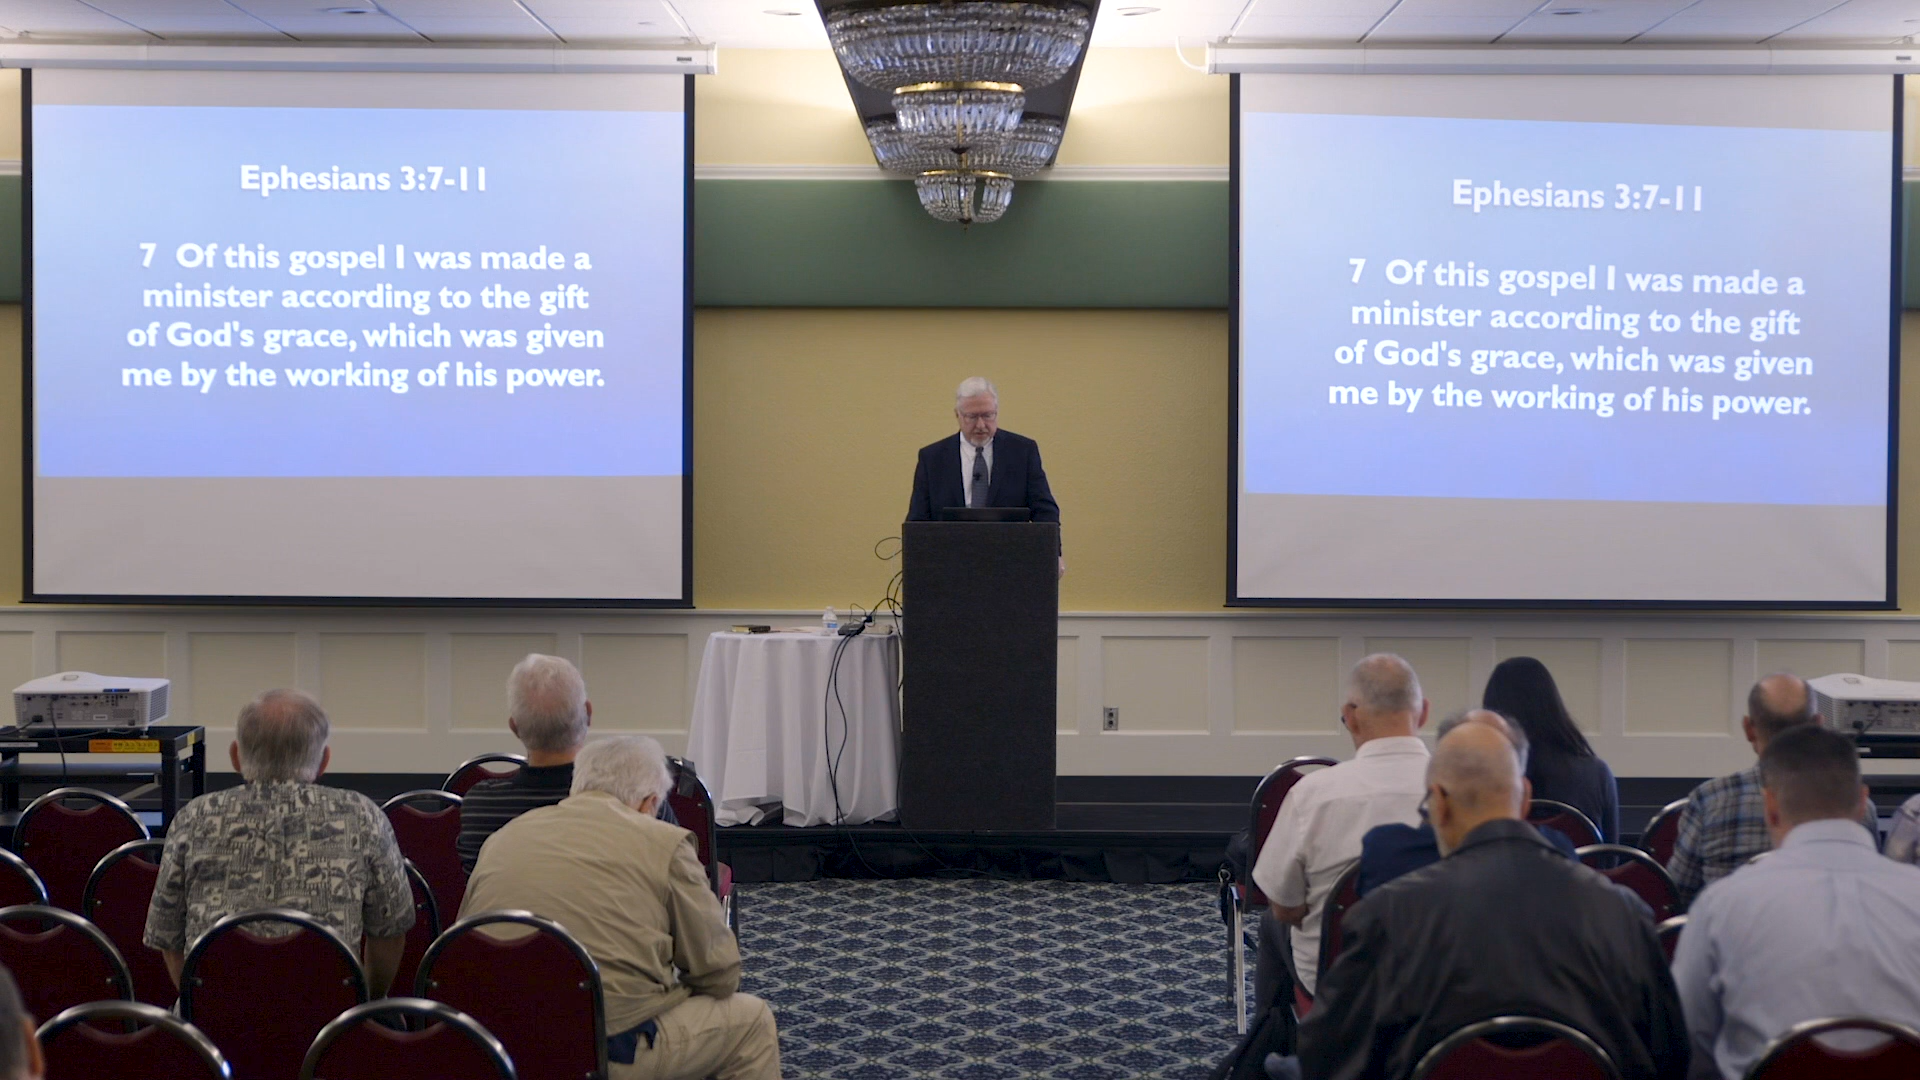 Ephesians 3:7-11
7 Of this gospel I was made a
minister according to the gift
of God's grace, which was given
me by the working of his power.
Ephesians 3:7-11
7 Of this gospel I was made a
minister according to the gift
of God's grace, which was given
me by the working of his power.